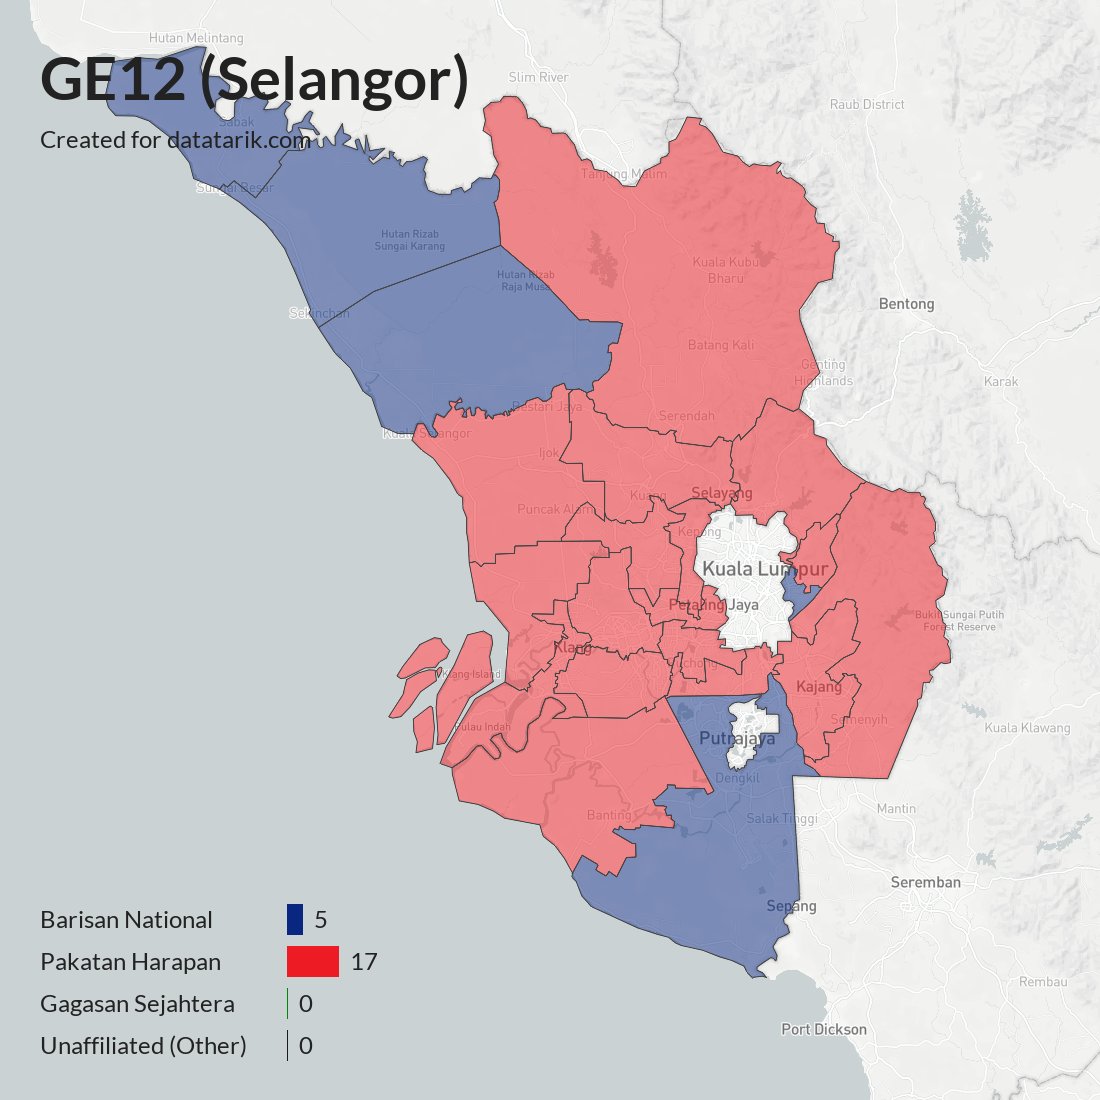 Hutan Melintang
GE12 (Selangor)
Slim River
Raub District
Sabak
Created for datatarik.com
Tanjung Malim
Sungai Besar
Hutan Rizab
Sungai Karang
Kuala Kubu
Bharu
Hutan Rizab
Raja Musa
Bentong
Sekinchan
Batang Kali
Genting
Highlands
Karak
Bestari Jaya
Serendah
Kuala Selangor
Ijok
Kuang
Selayang
Puncak Alam
Kepong
Kuala Lumpur
Petaling Jaya
Bukit Sungai Putih
Forest Reserve
Klang
Puchong
Klang Island
Kajang
Pulau Indah
Semenyih
Kuala Klawang
Putrajaya
Dengkil
Banting
Salak Tinggi
Mantin
Seremban
Sepang
Barisan National 5
Pakatan Harapan 17
Rembau
Gagasan Sejahtera 0
Port Dickson
Unaffiliated (Other) 0